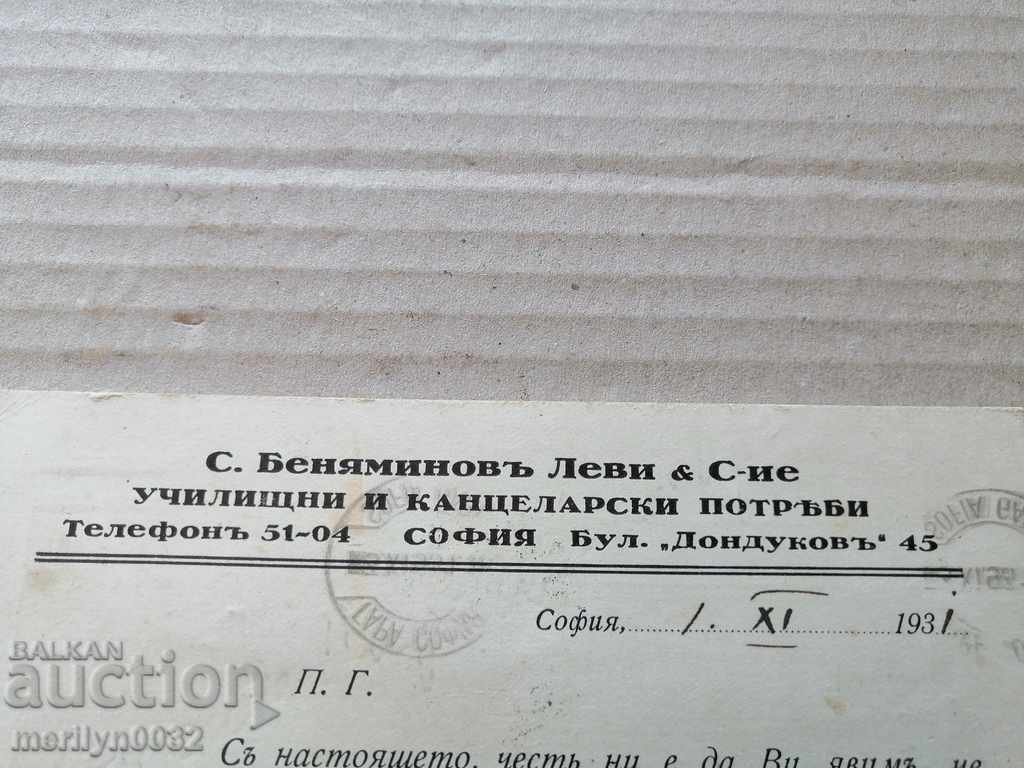 С. Беняминовъ Леви & С-ие
УЧИЛИЩНИ И КАНЦЕЛАРСКИ ПОТРѢБИ
Телефонъ 51-04 СОФИЯ Бул. „Дондуковъ" 45
София, 1. XI 1931
П. Г.
Съ настоящето, честь ни е да Ви явимъ, че
BALKAN
auction
merilyn0032